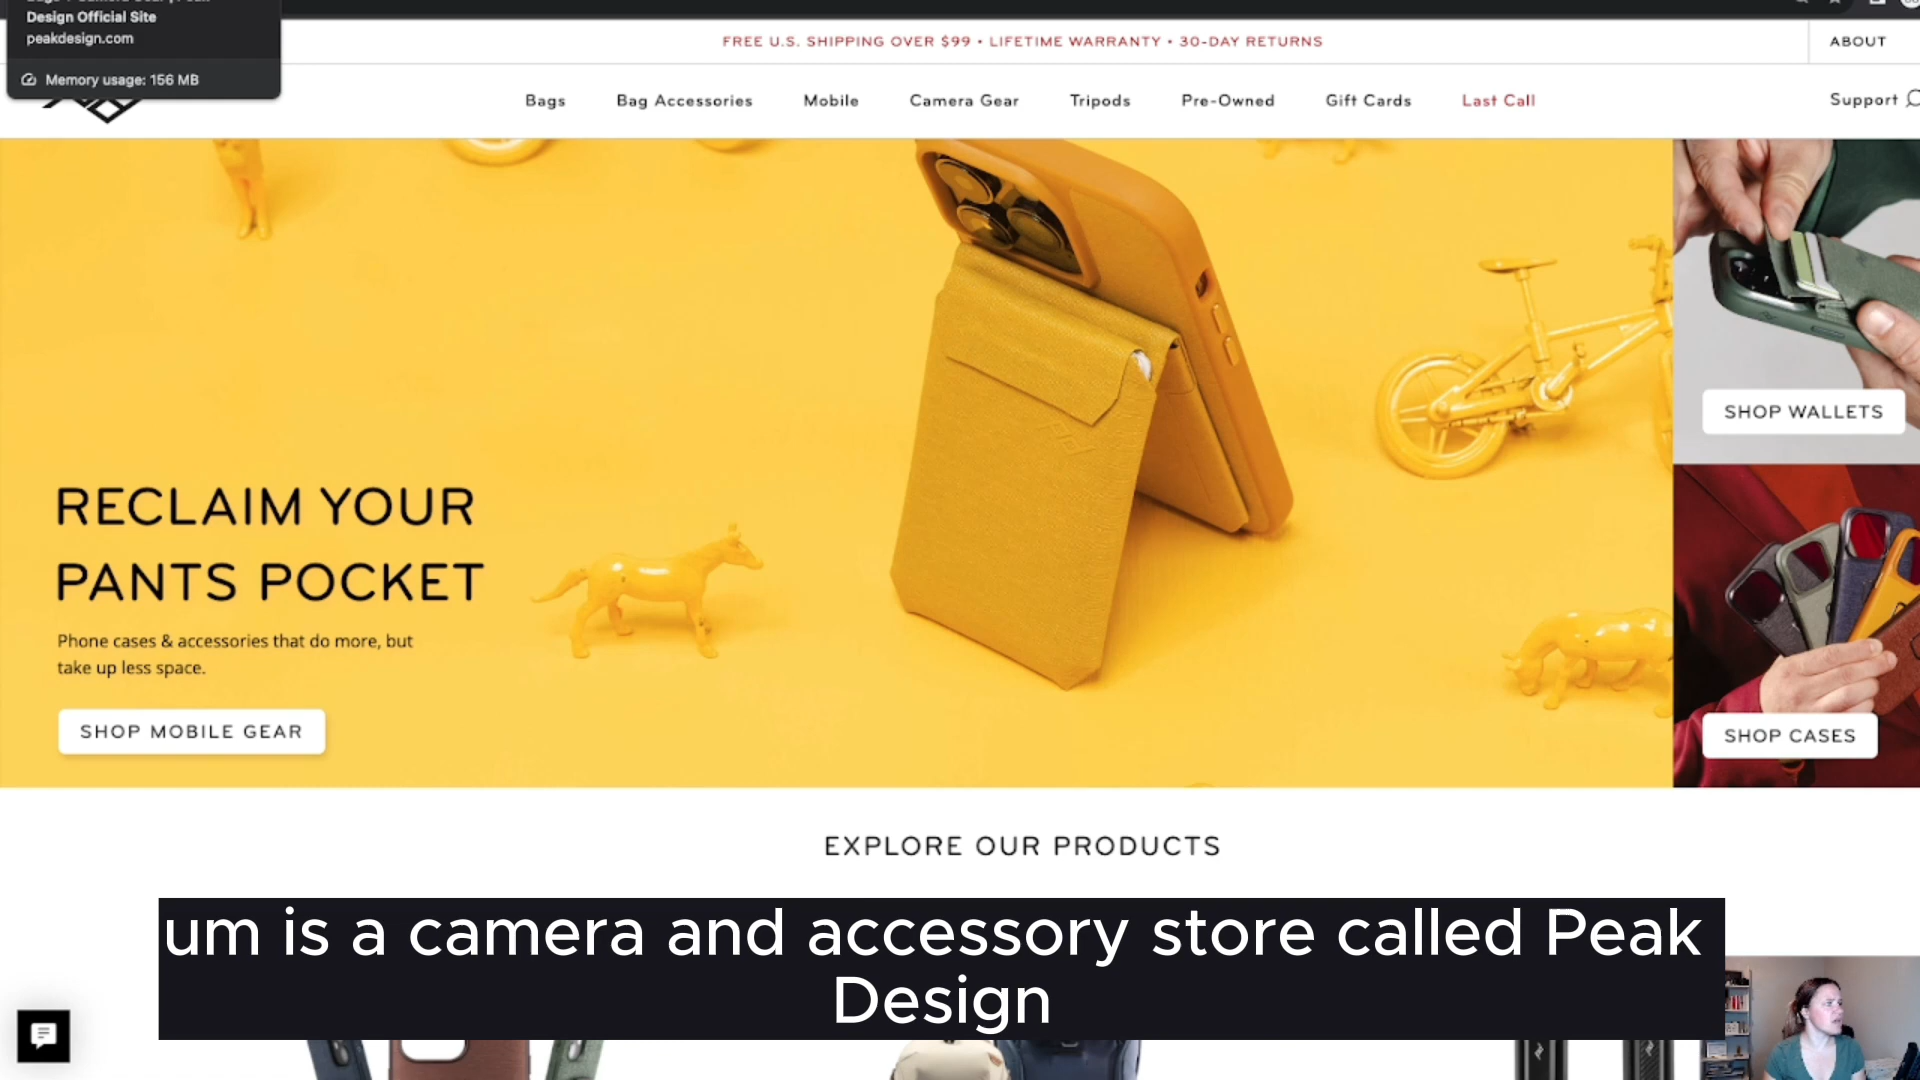 Design Official Site
peakdesign.com
Memory usage: 156 MB
FREE U.S. SHIPPING OVER $99 • LIFETIME WARRANTY • 30-DAY RETURNS
ABOUT
Bags Bag Accessories Mobile Camera Gear Tripods Pre-Owned Gift Cards Last Call
Support
RECLAIM YOUR
PANTS POCKET
Phone cases & accessories that do more, but
take up less space.
SHOP MOBILE GEAR
SHOP WALLETS
SHOP CASES
EXPLORE OUR PRODUCTS
um is a camera and accessory store called Peak
Design